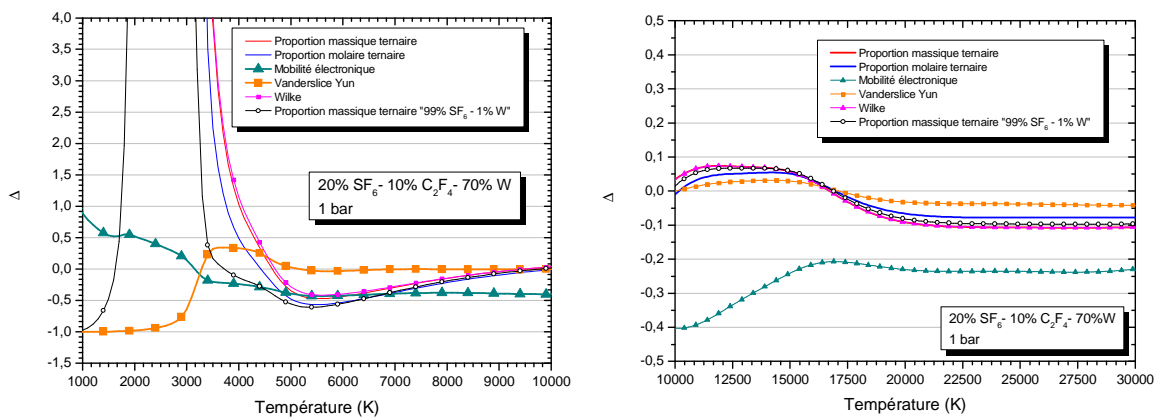 4,0
3,5
3,0
2,5
2,0
1,5
1,0
0,5
0,0
-0,5
-1,0
-1,5
Δ
Proportion massique ternaire
Proportion molaire ternaire
Mobilité électronique
Vanderslice Yun
Wilke
Proportion massique ternaire "99% SF6 - 1% W"
20% SF6- 10% C2F4- 70% W
1 bar
1000 2000 3000 4000 5000 6000 7000 8000 9000 10000
Température (K)
0,5
0,4
0,3
0,2
0,1
0,0
-0,1
-0,2
-0,3
-0,4
-0,5
Δ
Proportion massique ternaire
Proportion molaire ternaire
Mobilité électronique
Vanderslice Yun
Wilke
Proportion massique ternaire "99% SF6 - 1% W"
20% SF6- 10% C2F4- 70%W
1 bar
10000 12500 15000 17500 20000 22500 25000 27500 30000
Température (K)